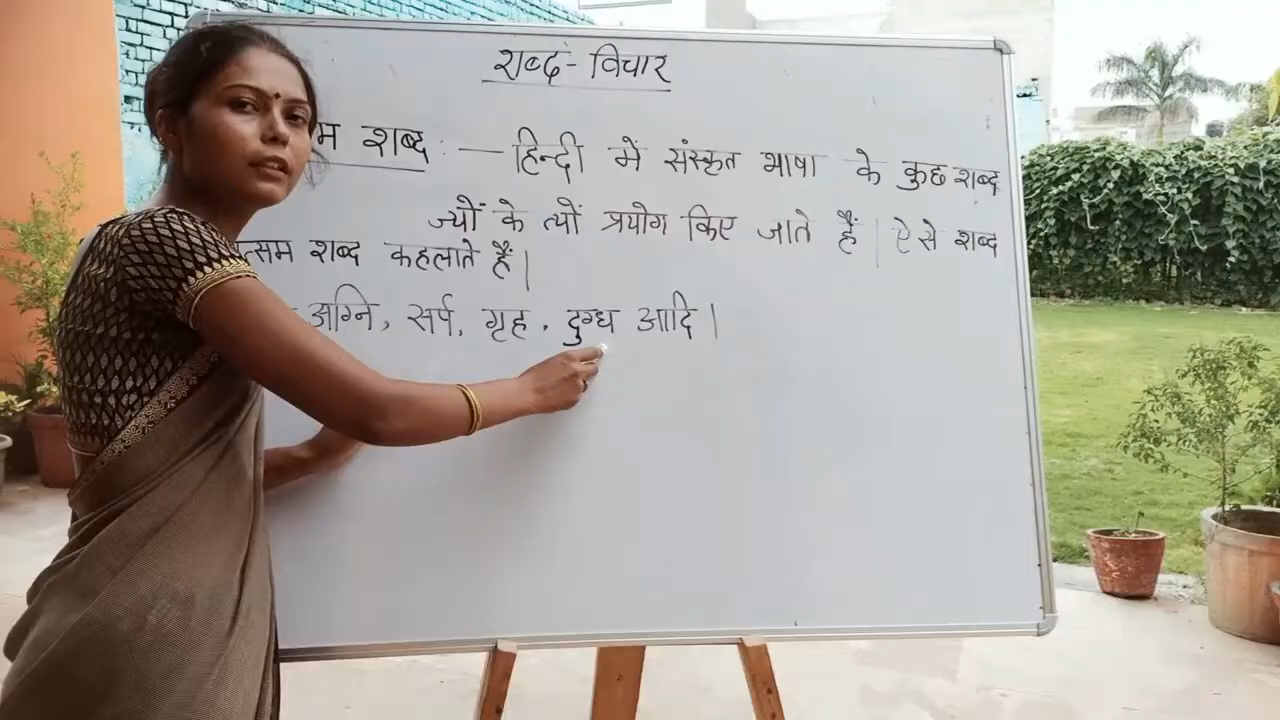 शब्द - विचार
म शब्द : — हिन्दी में संस्कृत भाषा के कुछ शब्द
ज्यों के त्यों प्रयोग किए जाते हैं | ऐसे शब्द
त्सम शब्द कहलाते हैं |
- अग्नि, सर्प, गृह, दुग्ध आदि |